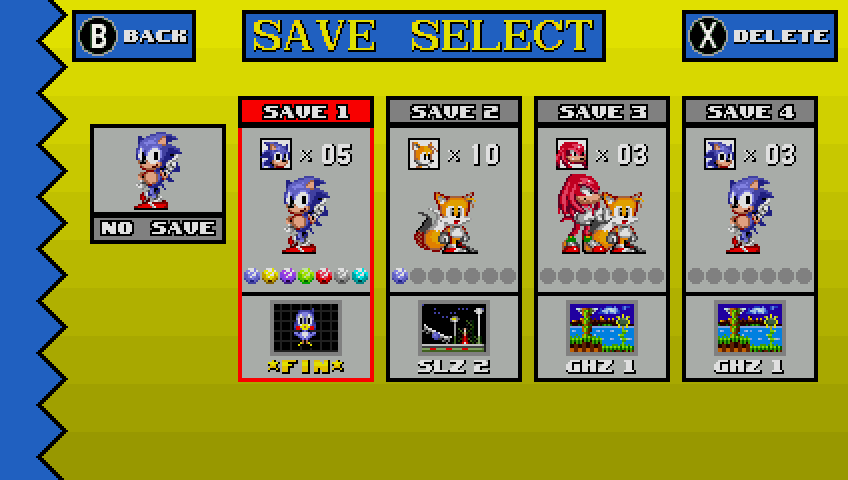 B BACK
SAVE SELECT
X DELETE
NO SAVE
SAVE 1
× 05
*FIN*
SAVE 2
× 10
SLZ 2
SAVE 3
× 03
GHZ 1
SAVE 4
× 03
GHZ 1